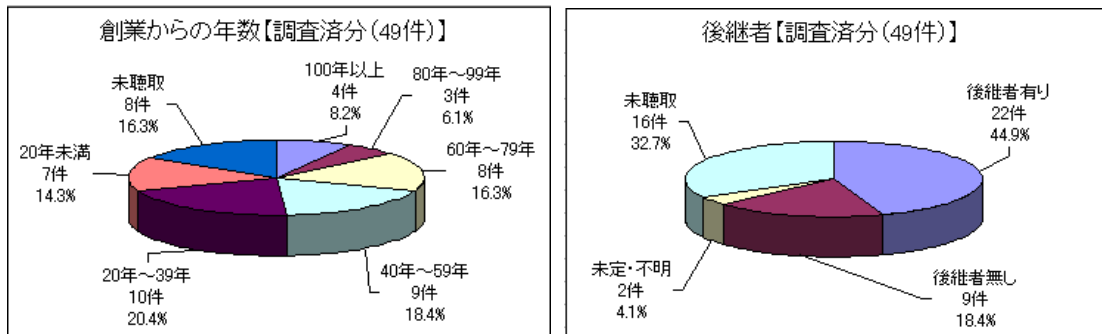 創業からの年数【調査済分(49件)】
100年以上
4件
8.2%
80年~99年
3件
6.1%
60年~79年
8件
16.3%
40年~59年
9件
18.4%
20年~39年
10件
20.4%
20年未満
7件
14.3%
未聴取
8件
16.3%
後継者【調査済分(49件)】
後継者有り
22件
44.9%
後継者無し
9件
18.4%
未定・不明
2件
4.1%
未聴取
16件
32.7%